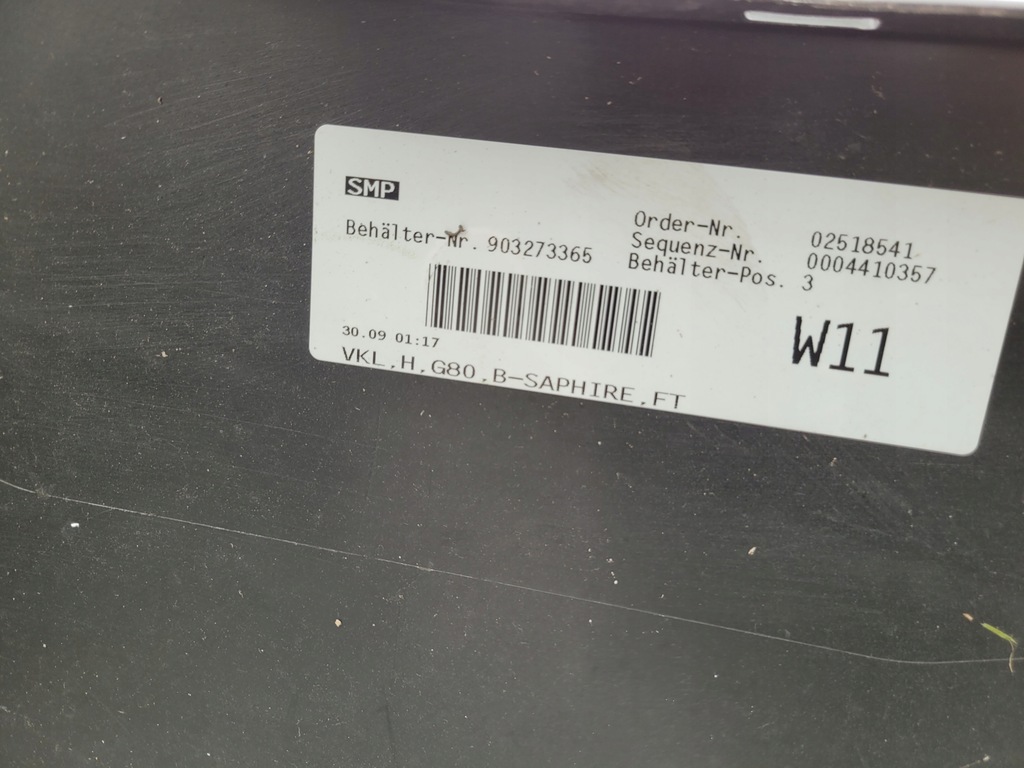 SMP
Behälter-Nr. 903273365
Order-Nr. 02518541
Sequenz-Nr. 0004410357
Behälter-Pos. 3
W11
30.09 01:17
VKL,H,G80,B-SAPHIRE,FT